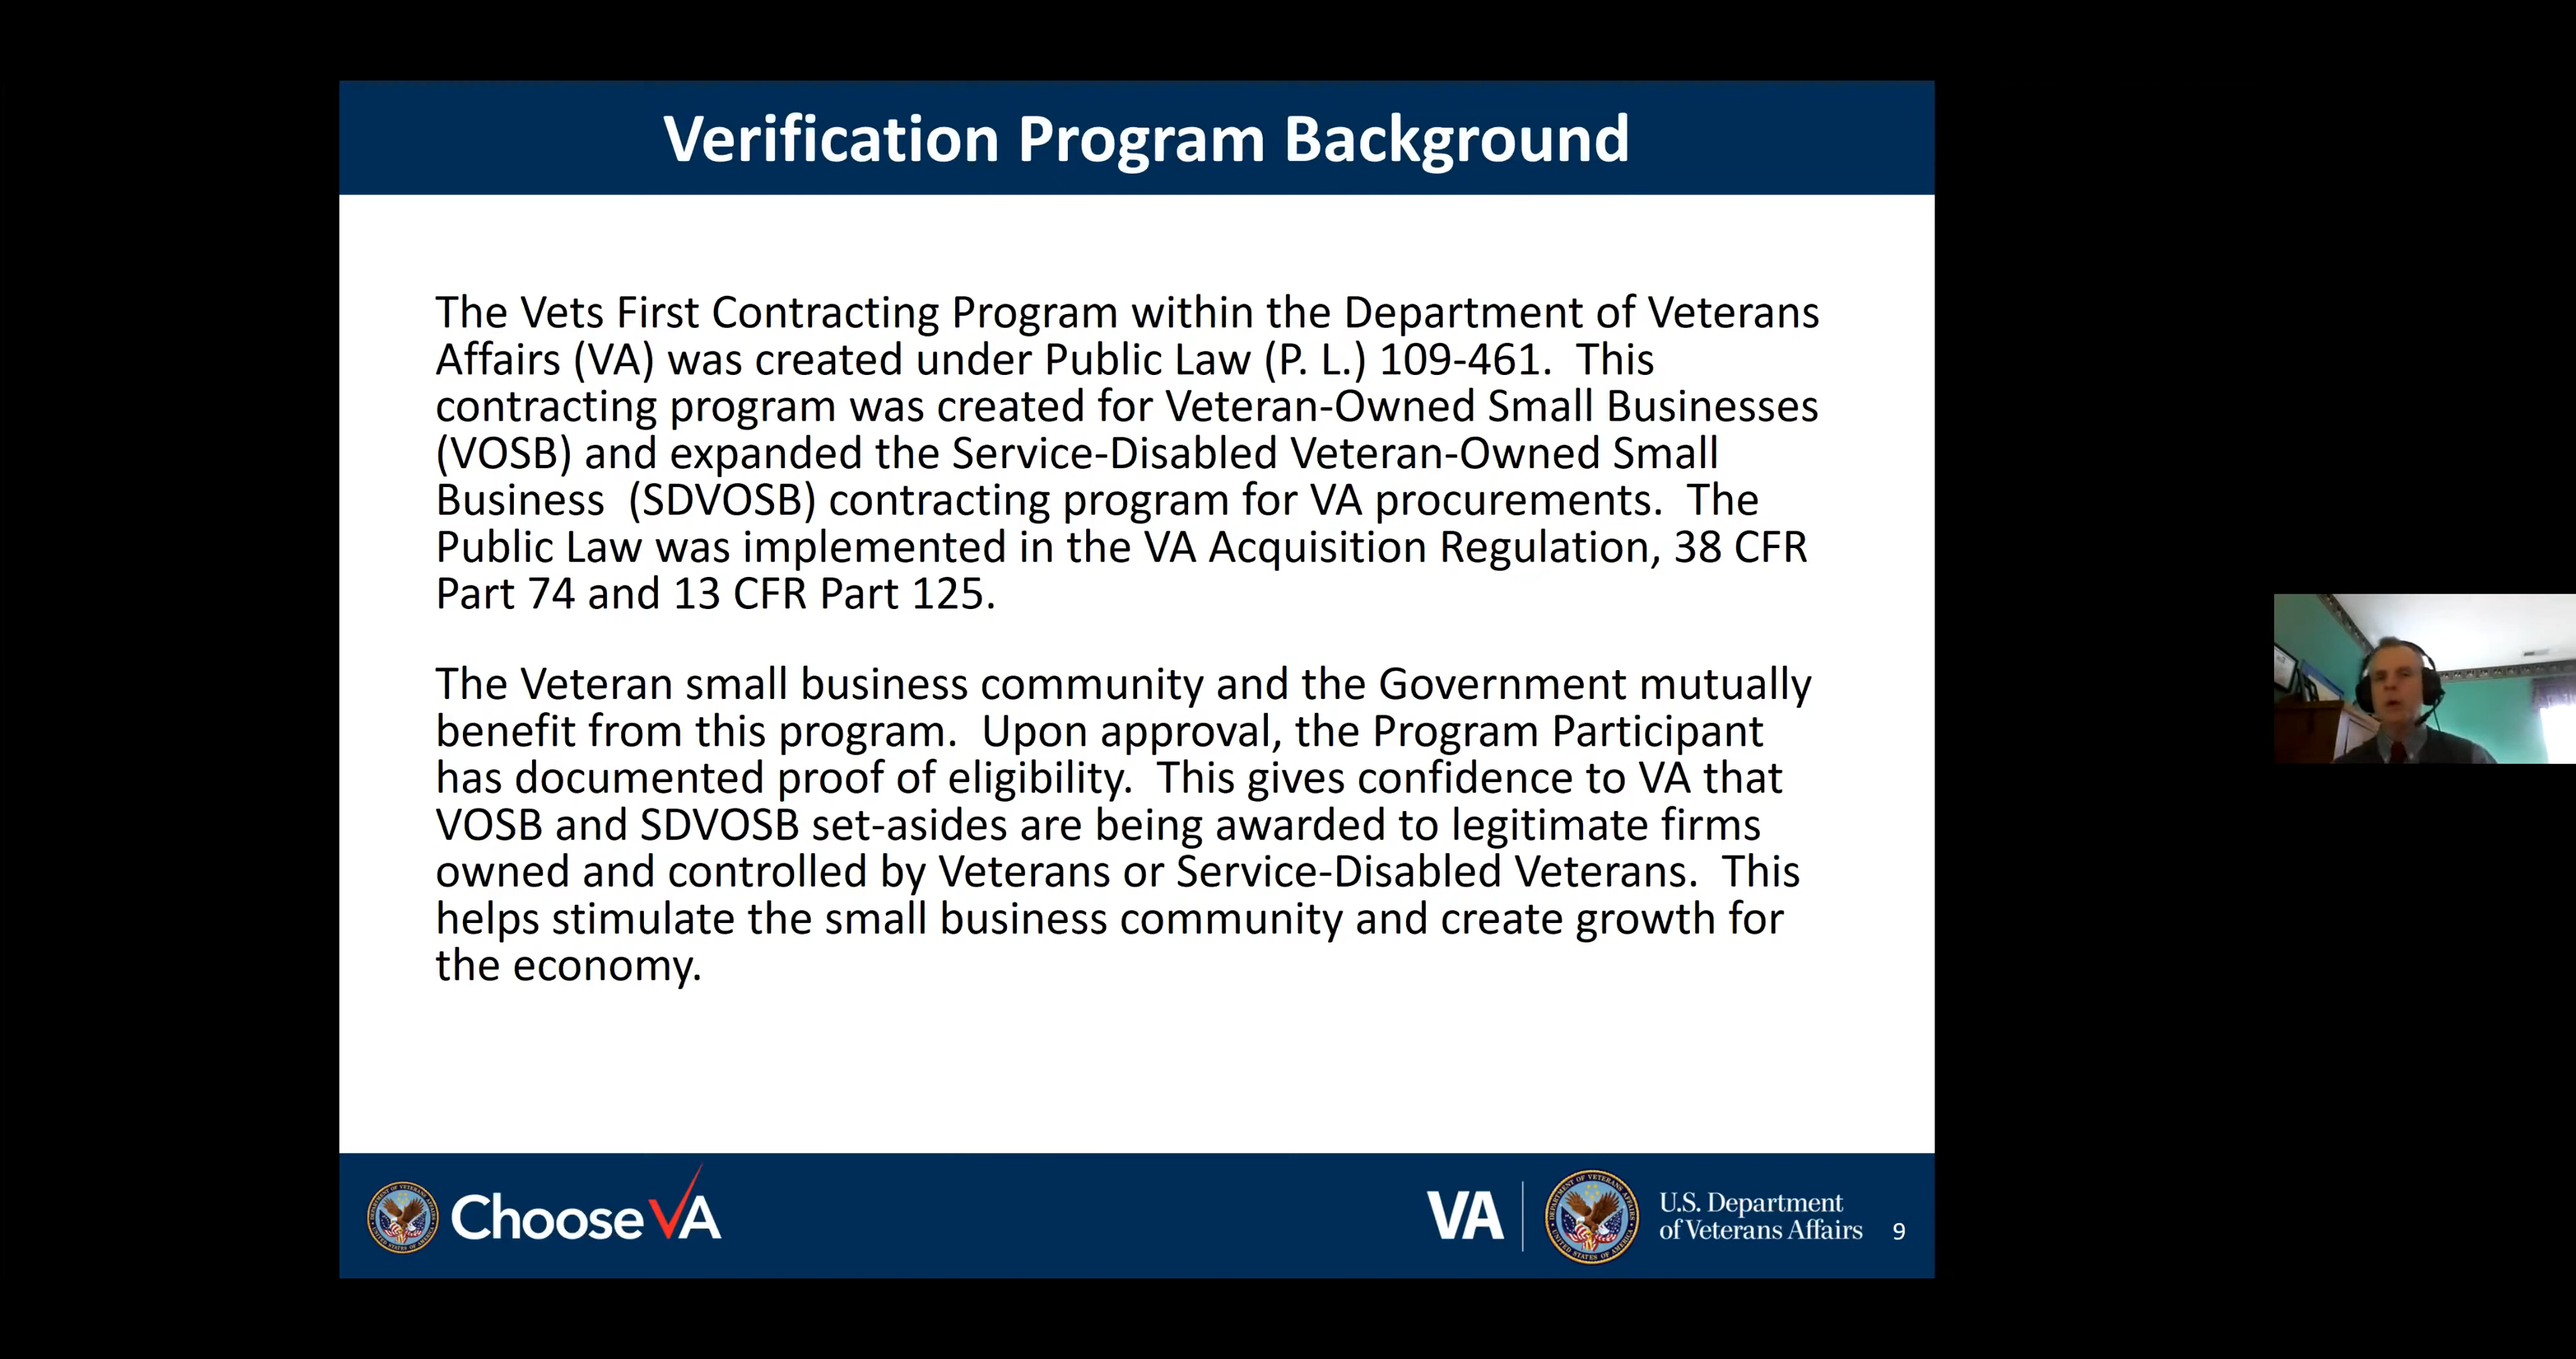 Verification Program Background
The Vets First Contracting Program within the Department of Veterans
Affairs (VA) was created under Public Law (P. L.) 109-461.  This
contracting program was created for Veteran-Owned Small Businesses
(VOSB) and expanded the Service-Disabled Veteran-Owned Small
Business  (SDVOSB) contracting program for VA procurements.  The
Public Law was implemented in the VA Acquisition Regulation, 38 CFR
Part 74 and 13 CFR Part 125.
The Veteran small business community and the Government mutually
benefit from this program.  Upon approval, the Program Participant
has documented proof of eligibility.  This gives confidence to VA that
VOSB and SDVOSB set-asides are being awarded to legitimate firms
owned and controlled by Veterans or Service-Disabled Veterans.  This
helps stimulate the small business community and create growth for
the economy.
Choose VA
VA
U.S. Department
of Veterans Affairs
9